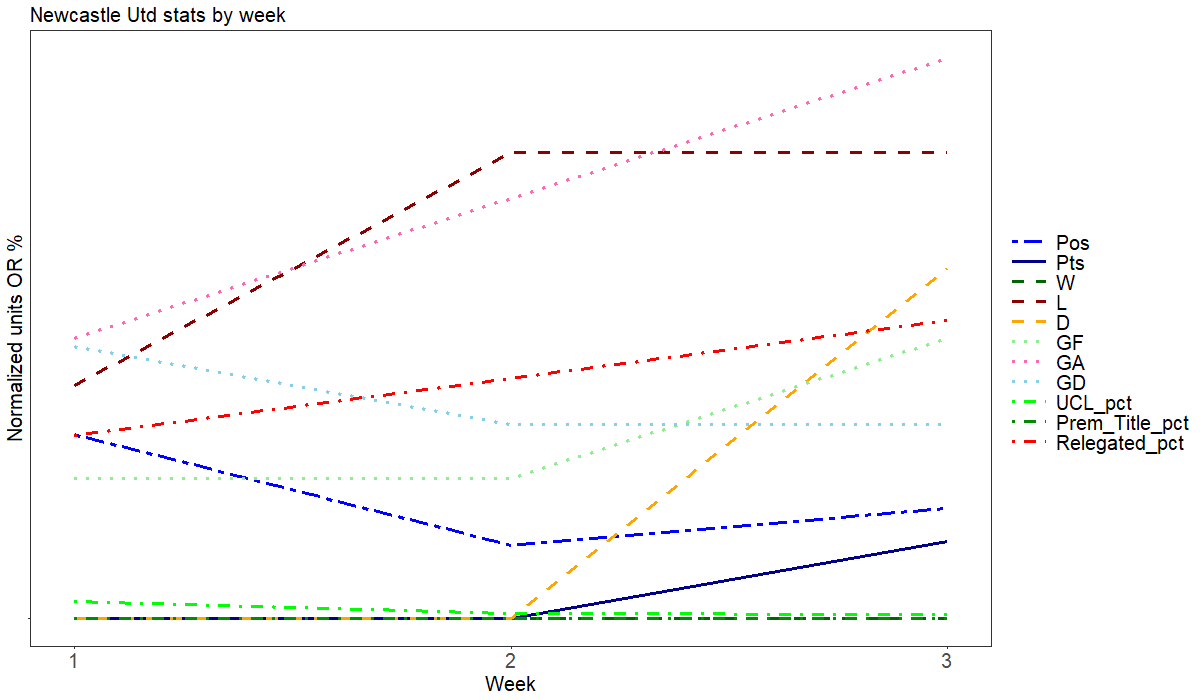 Newcastle Utd stats by week
Normalized units OR %
Pos
Pts
W
L
D
GF
GA
GD
UCL_pct
Prem_Title_pct
Relegated_pct
1
2
3
Week